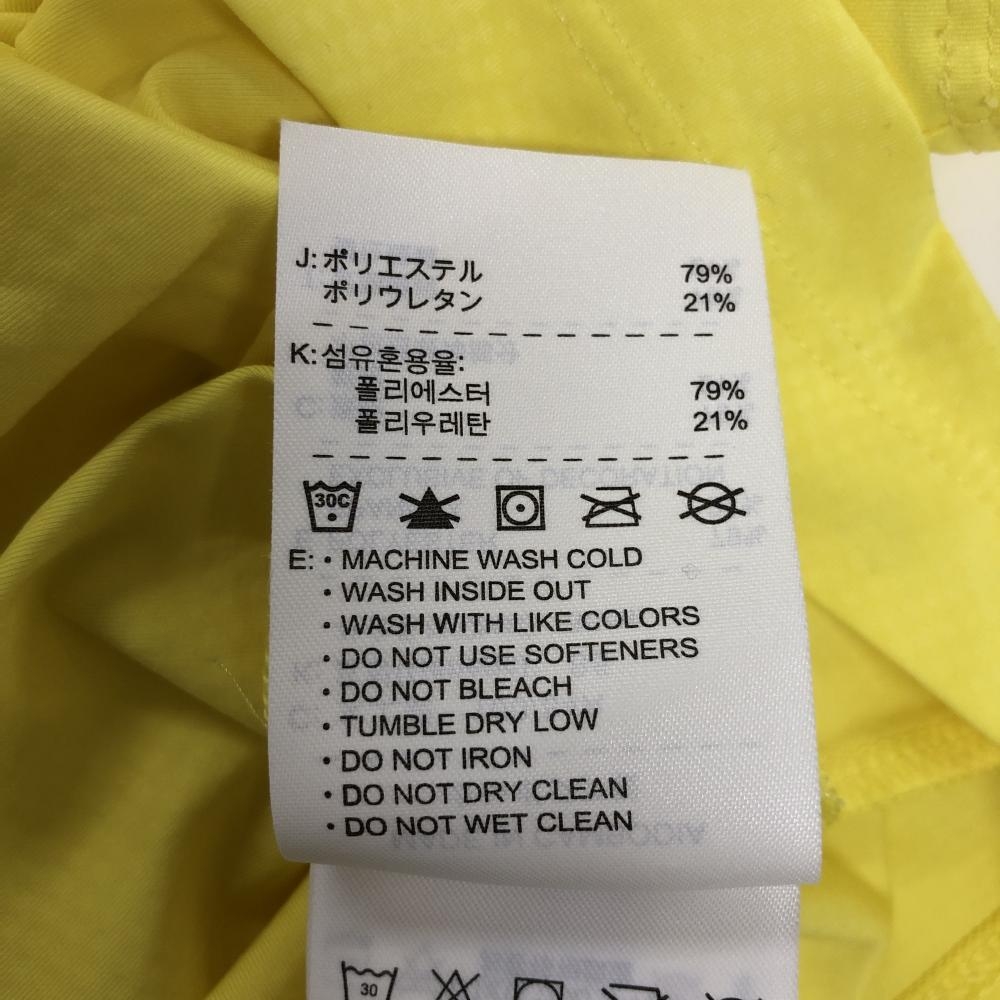 J: ポリエステル 79%
ポリウレタン 21%
K: 섬유혼용율:
폴리에스터 79%
폴리우레탄 21%
30C
E: • MACHINE WASH COLD
• WASH INSIDE OUT
• WASH WITH LIKE COLORS
• DO NOT USE SOFTENERS
• DO NOT BLEACH
• TUMBLE DRY LOW
• DO NOT IRON
• DO NOT DRY CLEAN
• DO NOT WET CLEAN
30